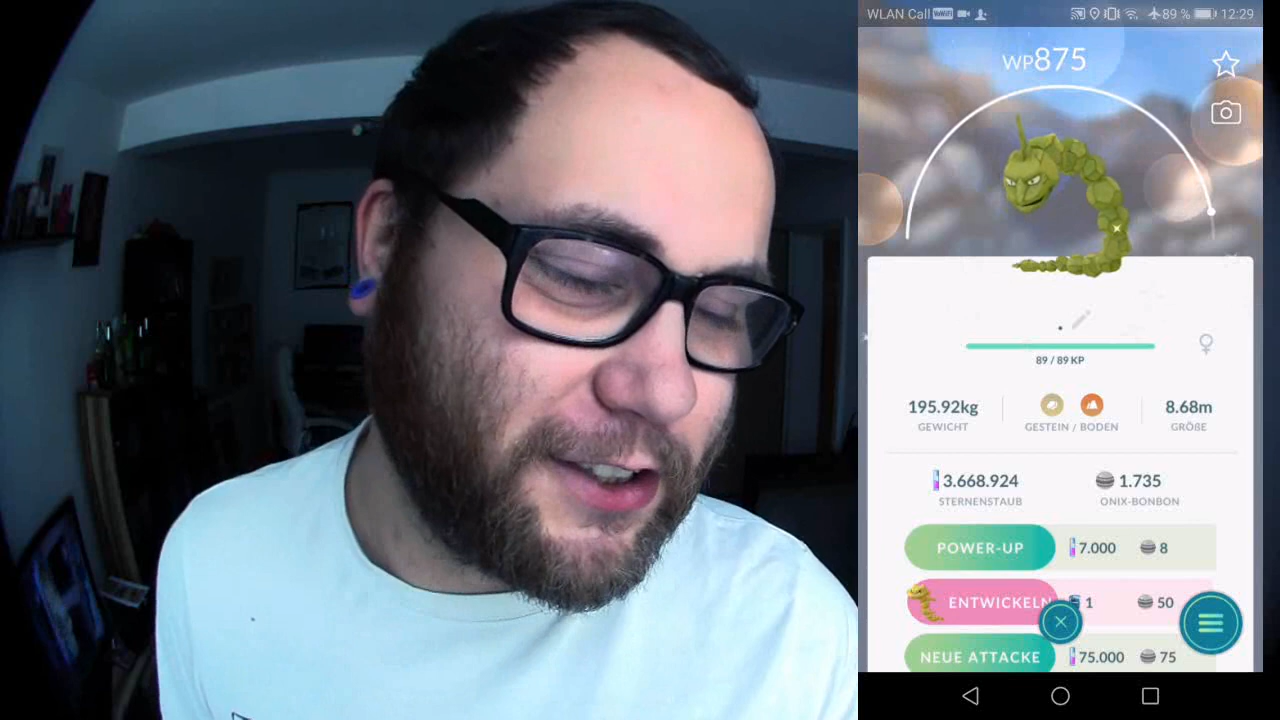 WLAN Call VoWiFi 89 % 12:29
WP875
.
89 / 89 KP
195.92kg
GEWICHT
GESTEIN / BODEN
8.68m
GRÖßE
3.668.924
STERNENSTAUB
1.735
ONIX-BONBON
POWER-UP 7.000 8
ENTWICKELN 1 50
NEUE ATTACKE 75.000 75